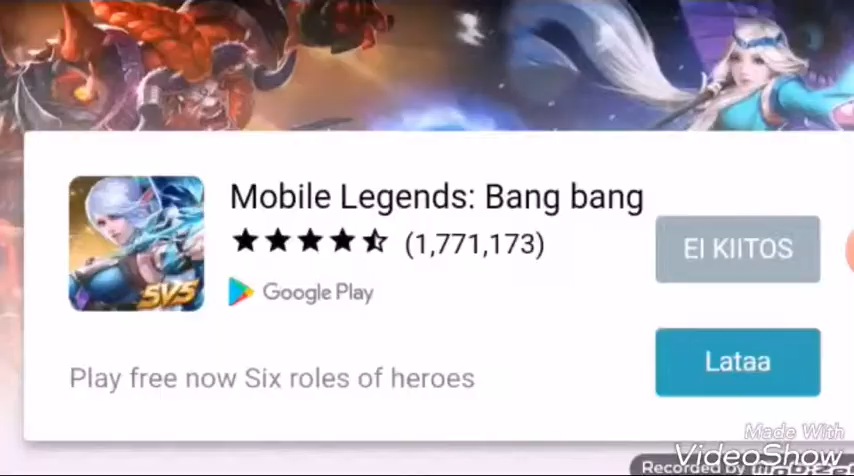 Mobile Legends: Bang bang
(1,771,173)
EI KIITOS
Google Play
5V5
Lataa
Play free now Six roles of heroes
Made With
VideoShow
Recorded by